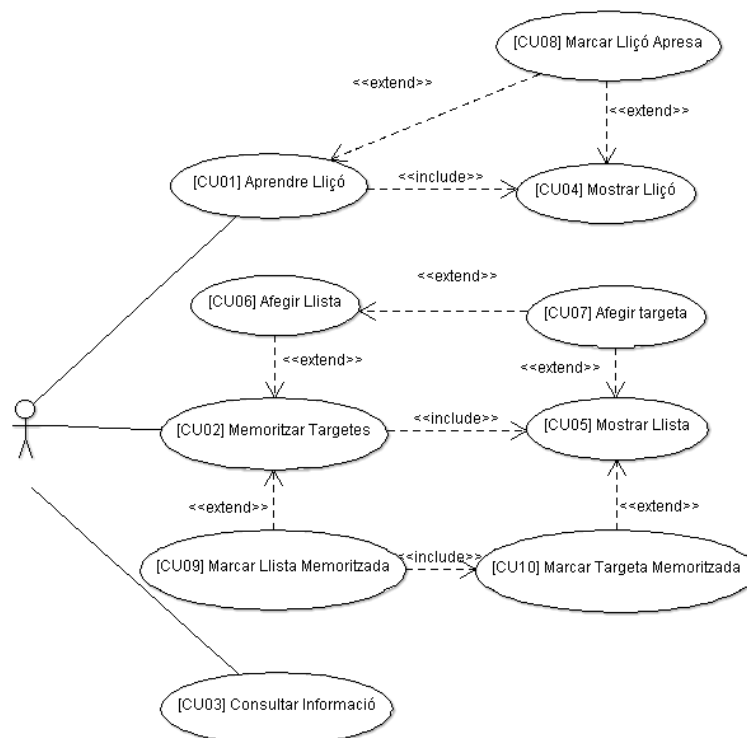 [CU08] Marcar Lliçó Apresa
<<extend>>
<<extend>>
[CU01] Aprendre Lliçó
<<include>>
[CU04] Mostrar Lliçó
[CU06] Afegir Llista
<<extend>>
[CU07] Afegir targeta
<<extend>>
<<extend>>
[CU02] Memoritzar Targetes
<<include>>
[CU05] Mostrar Llista
<<extend>>
<<extend>>
[CU09] Marcar Llista Memoritzada
<<include>>
[CU10] Marcar Targeta Memoritzada
[CU03] Consultar Informació